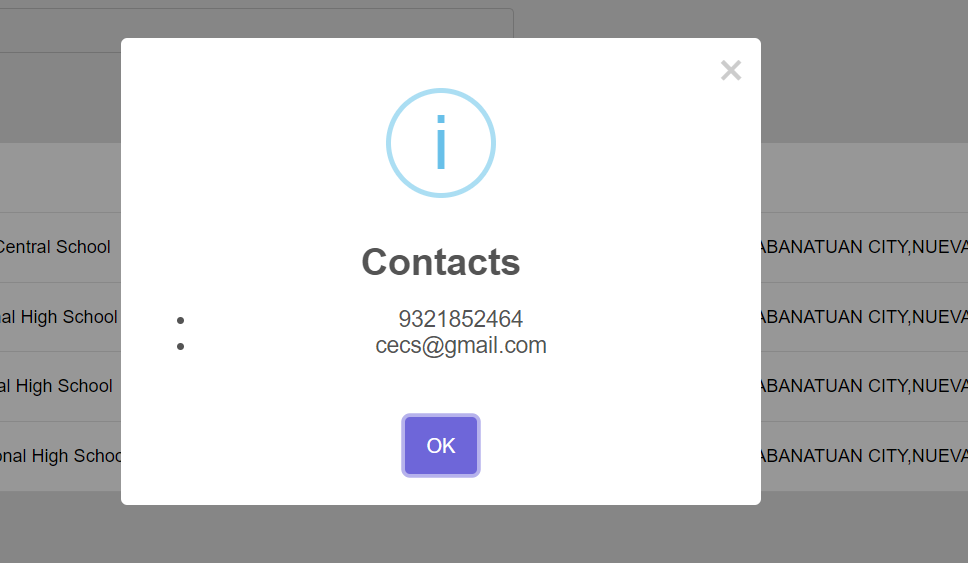 ×
i
Contacts
9321852464
cecs@gmail.com
OK
Central School
ABANATUAN CITY,NUEVA
al High School
ABANATUAN CITY,NUEVA
al High School
ABANATUAN CITY,NUEVA
onal High Schoo
ABANATUAN CITY,NUEVA